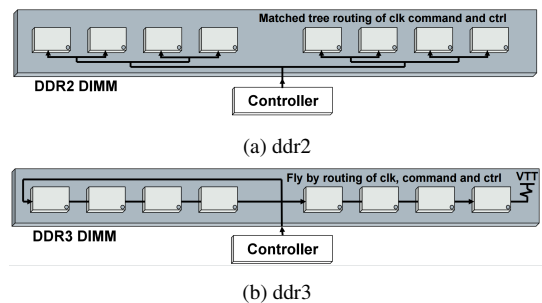 Matched tree routing of clk command and ctrl
DDR2 DIMM
Controller
(a) ddr2
Fly by routing of clk, command and ctrl
VTT
DDR3 DIMM
Controller
(b) ddr3